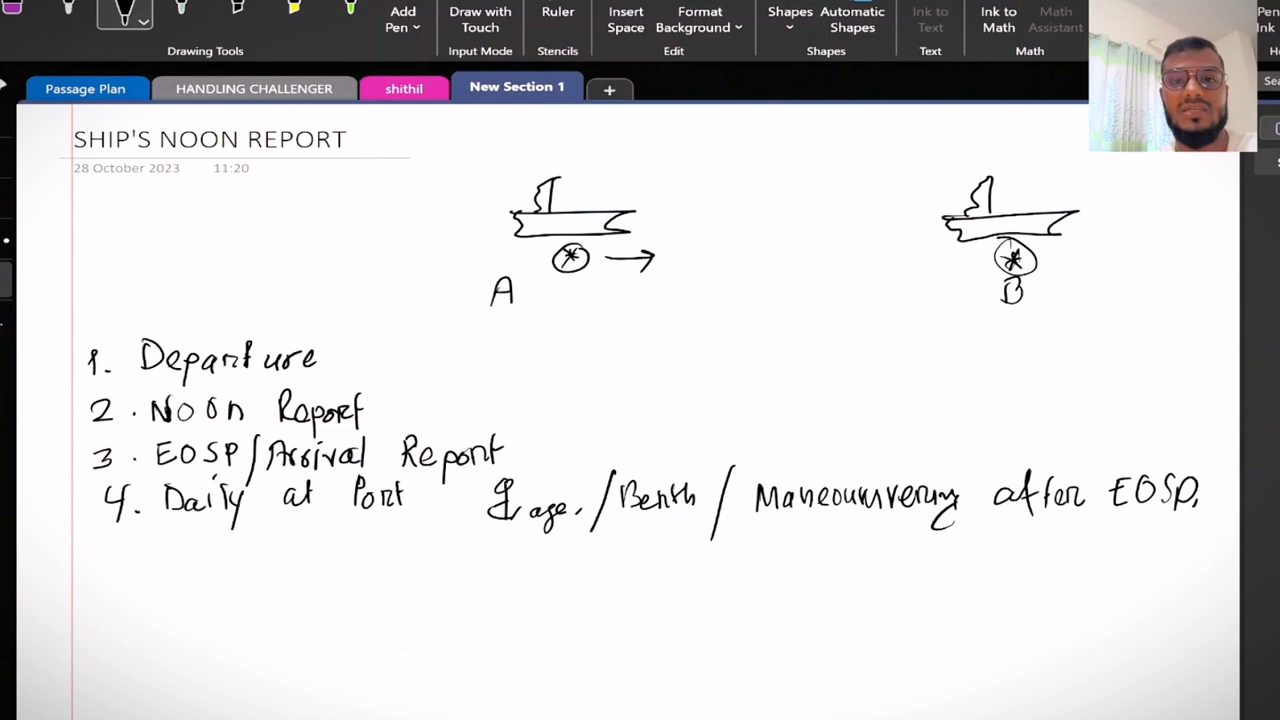 Add Pen
Draw with Touch
Ruler
Insert Space
Format Background
Shapes
Automatic Shapes
Ink to Text
Ink to Math
Math Assistant
Drawing Tools
Input Mode
Stencils
Edit
Shapes
Text
Math
Passage Plan
HANDLING CHALLENGER
shithil
New Section 1
+
SHIP'S NOON REPORT
28 October 2023 11:20
A
B
1. Departure
2. Noon Report
3. EOSP/Arrival Report
4. Daily at Port age. / Berth / Maneoumvering after EOSP.